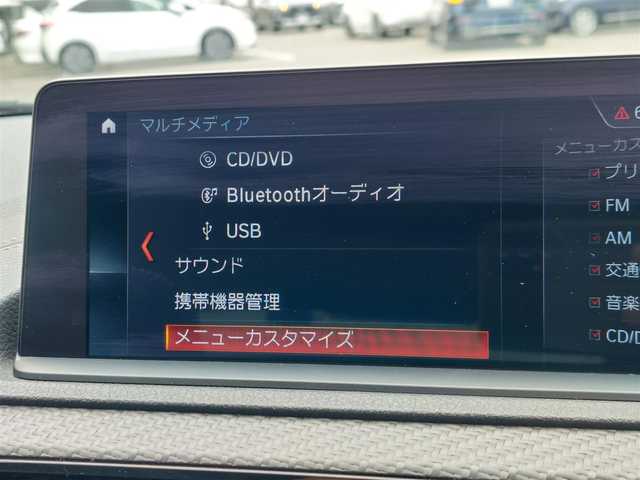 マルチメディア
CD/DVD
Bluetoothオーディオ
USB
サウンド
携帯機器管理
メニューカスタマイズ
6
メニューカス
プリ
FM
AM
交通
音楽
CD/D